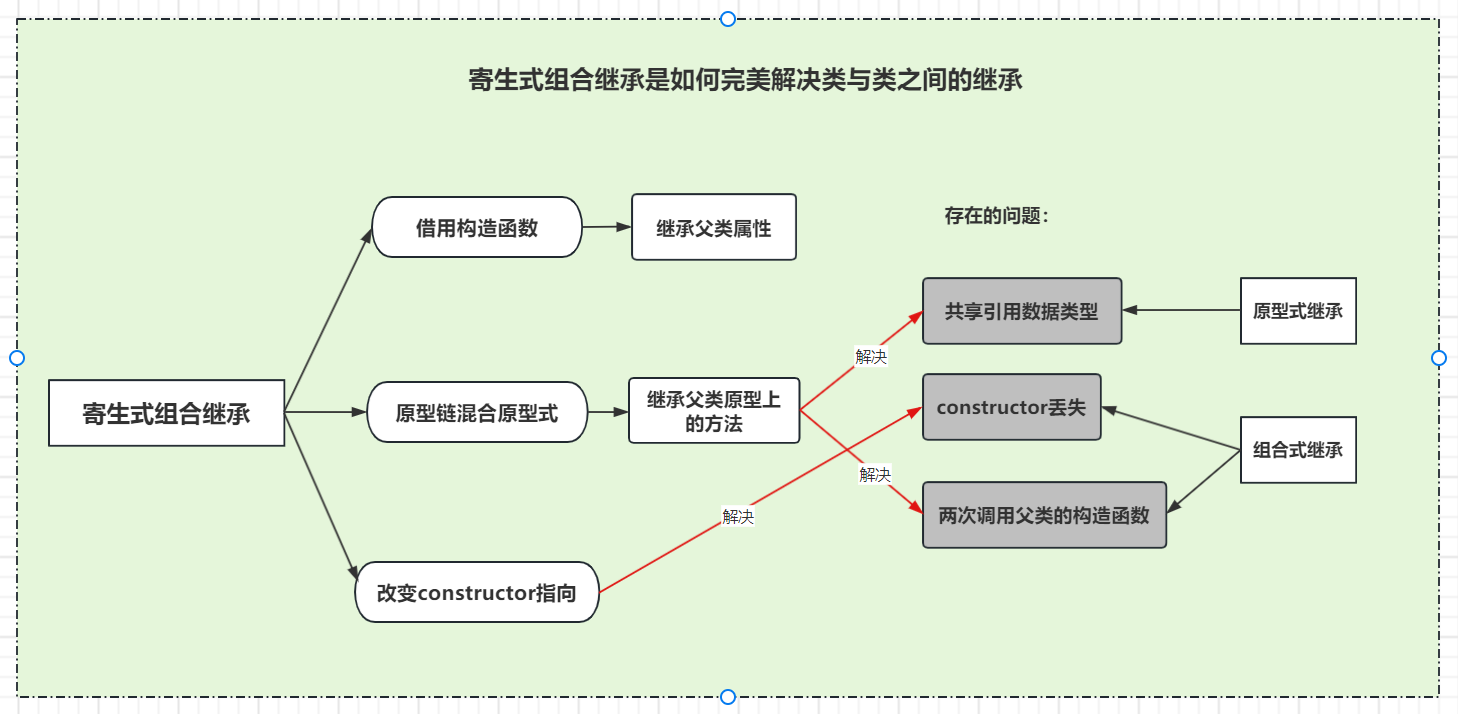 寄生式组合继承是如何完美解决类与类之间的继承
借用构造函数
继承父类属性
存在的问题：
共享引用数据类型
原型式继承
解决
寄生式组合继承
原型链混合原型式
继承父类原型上
的方法
constructor丢失
组合式继承
解决
两次调用父类的构造函数
解决
改变constructor指向